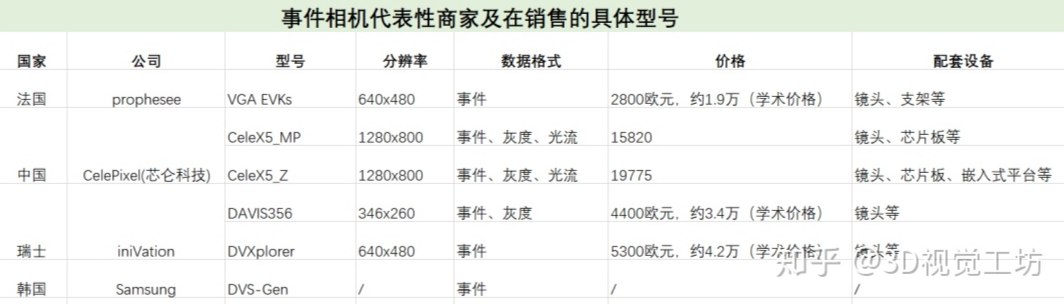 事件相机代表性商家及在销售的具体型号
国家 公司 型号 分辨率 数据格式 价格 配套设备
法国 prophesee VGA EVKs 640x480 事件 2800欧元，约1.9万（学术价格） 镜头、支架等
CeleX5_MP 1280x800 事件、灰度、光流 15820 镜头、芯片板等
中国 CelePixel(芯仑科技) CeleX5_Z 1280x800 事件、灰度、光流 19775 镜头、芯片板、嵌入式平台等
DAVIS356 346x260 事件、灰度 4400欧元，约3.4万（学术价格） 镜头等
瑞士 iniVation DVXplorer 640x480 事件 5300欧元，约4.2万（学术价格） 镜头等
韩国 Samsung DVS-Gen / 事件 / /
知乎 @3D视觉工坊